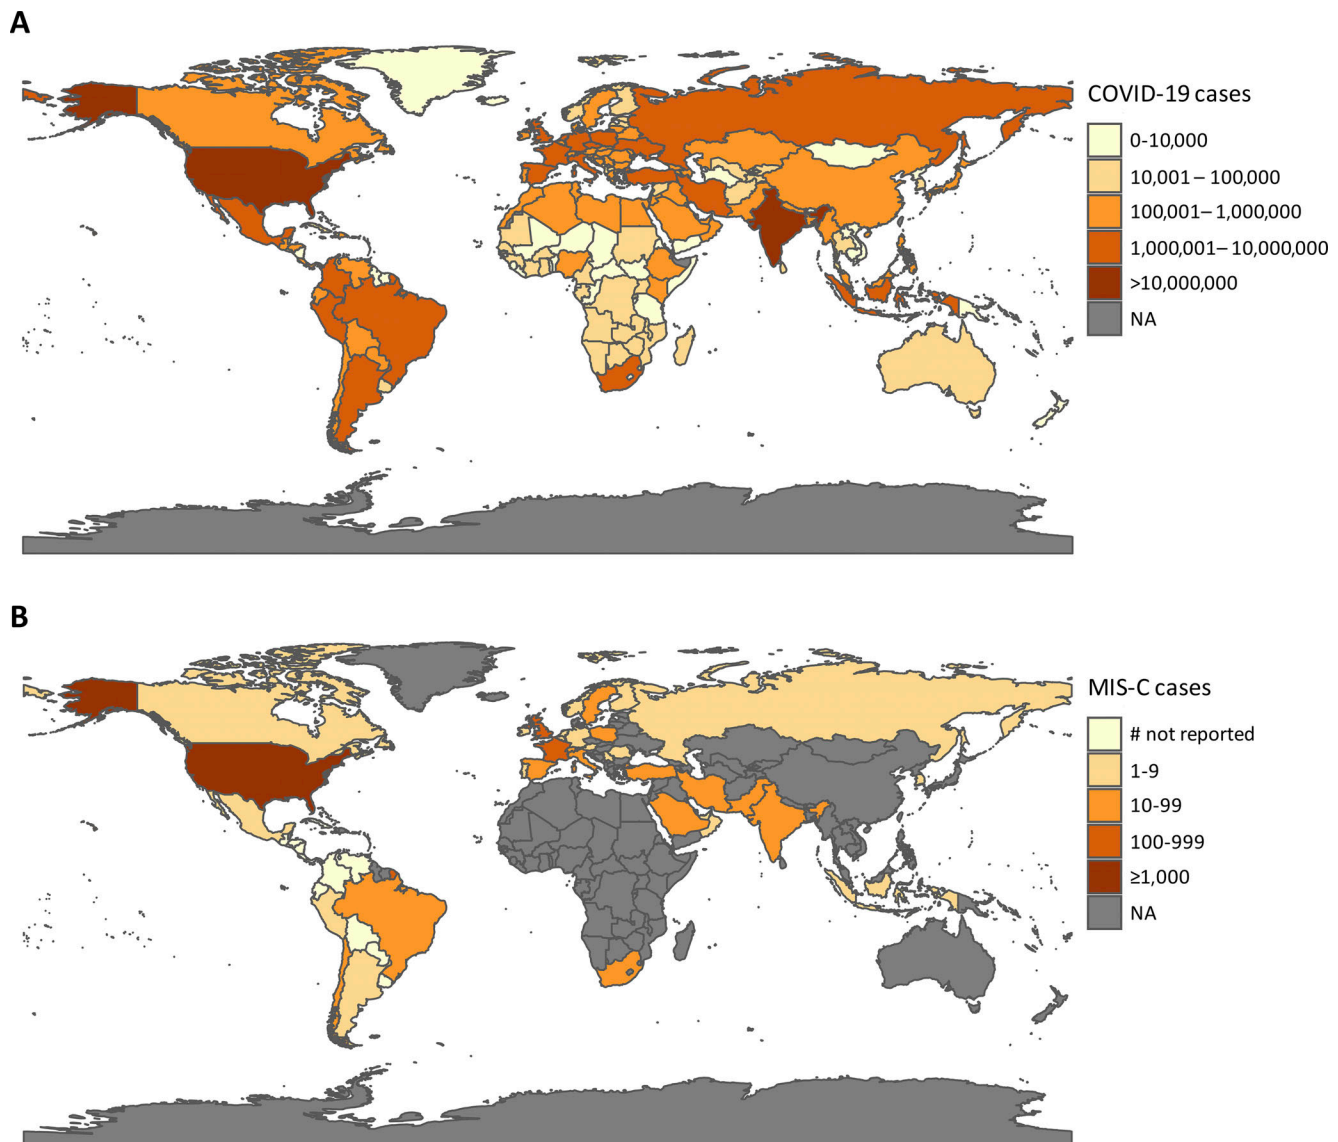 A
COVID-19 cases
0-10,000
10,001 – 100,000
100,001– 1,000,000
1,000,001– 10,000,000
>10,000,000
NA
B
MIS-C cases
# not reported
1-9
10-99
100-999
≥1,000
NA